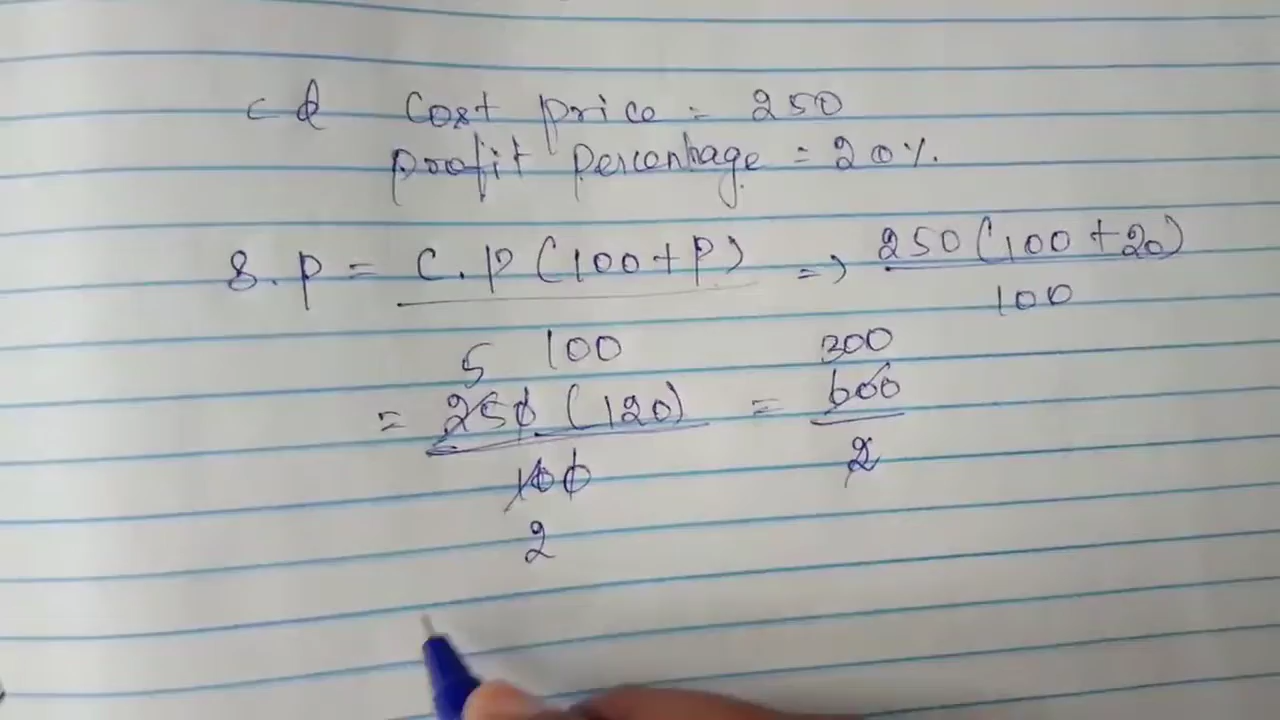 Cost price = 250
profit percentage = 20%.
S.P = C.P (100+P) => 250 (100 + 20)
100 100
5 300
= 250 (120) = 600
100 2
2